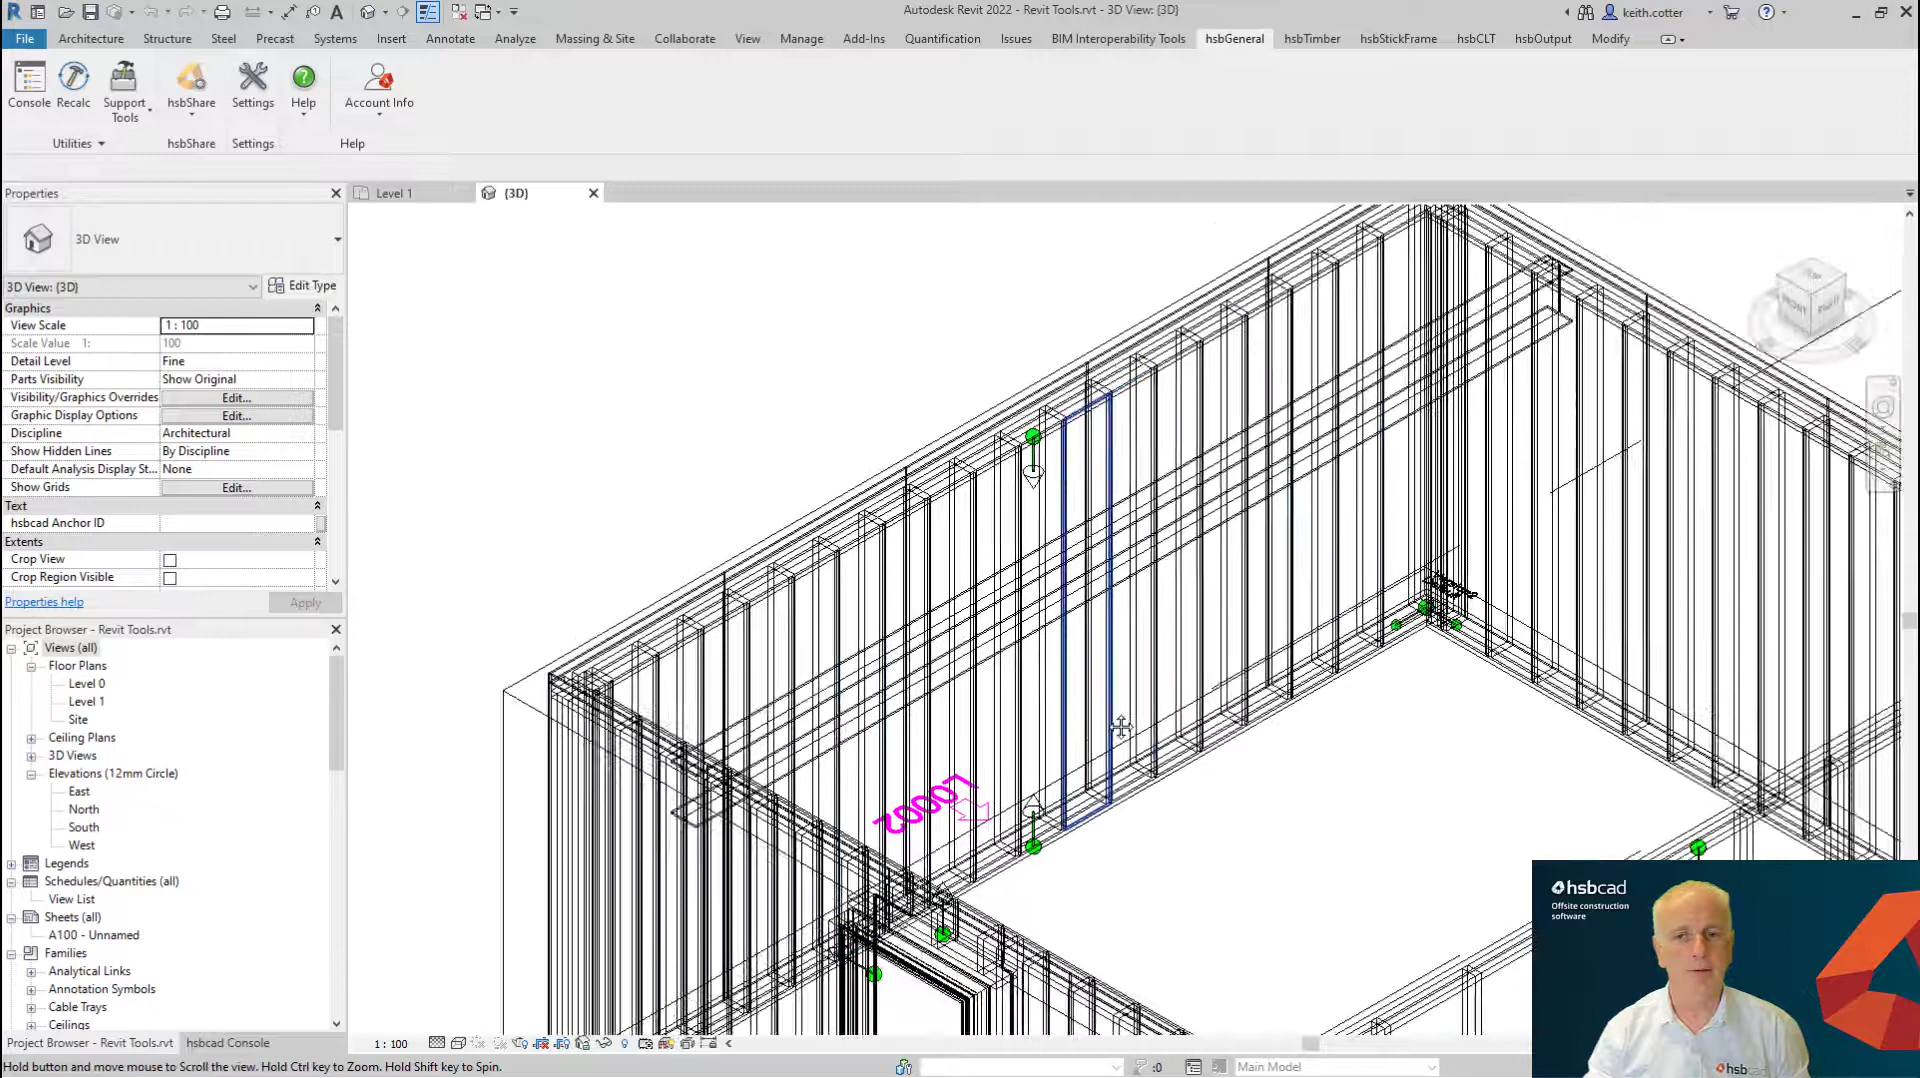 Autodesk Revit 2022 - Revit Tools.rvt - 3D View: {3D}
keith.cotter
File Architecture Structure Steel Precast Systems Insert Annotate Analyze Massing & Site Collaborate View Manage Add-Ins Quantification Issues BIM Interoperability Tools hsbGeneral hsbTimber hsbStickFrame hsbCLT hsbOutput Modify
Console Recalc Support Tools hsbShare Settings Help Account Info
Utilities hsbShare Settings Help
Properties
Level 1
{3D}
3D View
3D View: {3D}
Edit Type
Graphics
View Scale 1 : 100
Scale Value 1: 100
Detail Level Fine
Parts Visibility Show Original
Visibility/Graphics Overrides Edit...
Graphic Display Options Edit...
Discipline Architectural
Show Hidden Lines By Discipline
Default Analysis Display St... None
Show Grids Edit...
Text
hsbcad Anchor ID
Extents
Crop View
Crop Region Visible
Properties help Apply
Project Browser - Revit Tools.rvt
Views (all)
Floor Plans
Level 0
Level 1
Site
Ceiling Plans
3D Views
Elevations (12mm Circle)
East
North
South
West
Legends
Schedules/Quantities (all)
View List
Sheets (all)
A100 - Unnamed
Families
Analytical Links
Annotation Symbols
Cable Trays
Ceilings
Project Browser - Revit Tools.rvt hsbcad Console
1 : 100
Hold button and move mouse to Scroll the view. Hold Ctrl key to Zoom. Hold Shift key to Spin.
:0
Main Model
hsbcad
Offsite construction
software
hsbcad